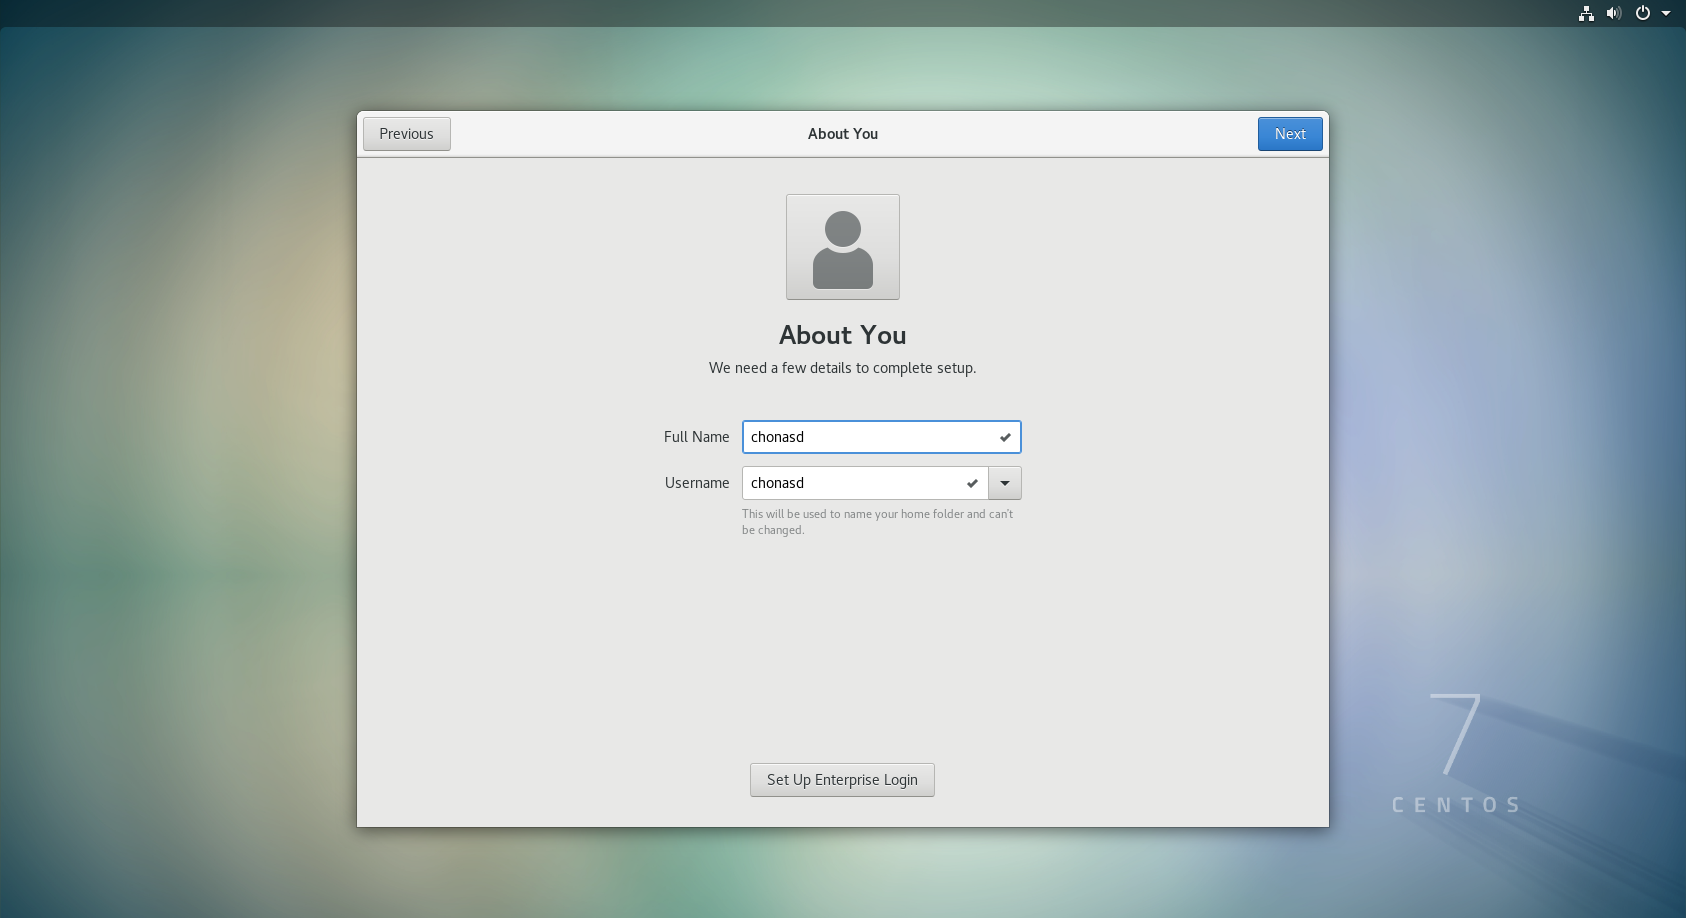 Previous
About You
Next
About You
We need a few details to complete setup.
Full Name chonasd
Username chonasd
This will be used to name your home folder and can't
be changed.
Set Up Enterprise Login
7
CENTOS